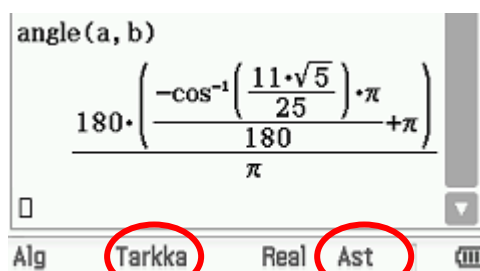 angle(a, b)
180·(−cos⁻¹(11·√5/25)·π/180+π)/π
Alg Tarkka Real Ast